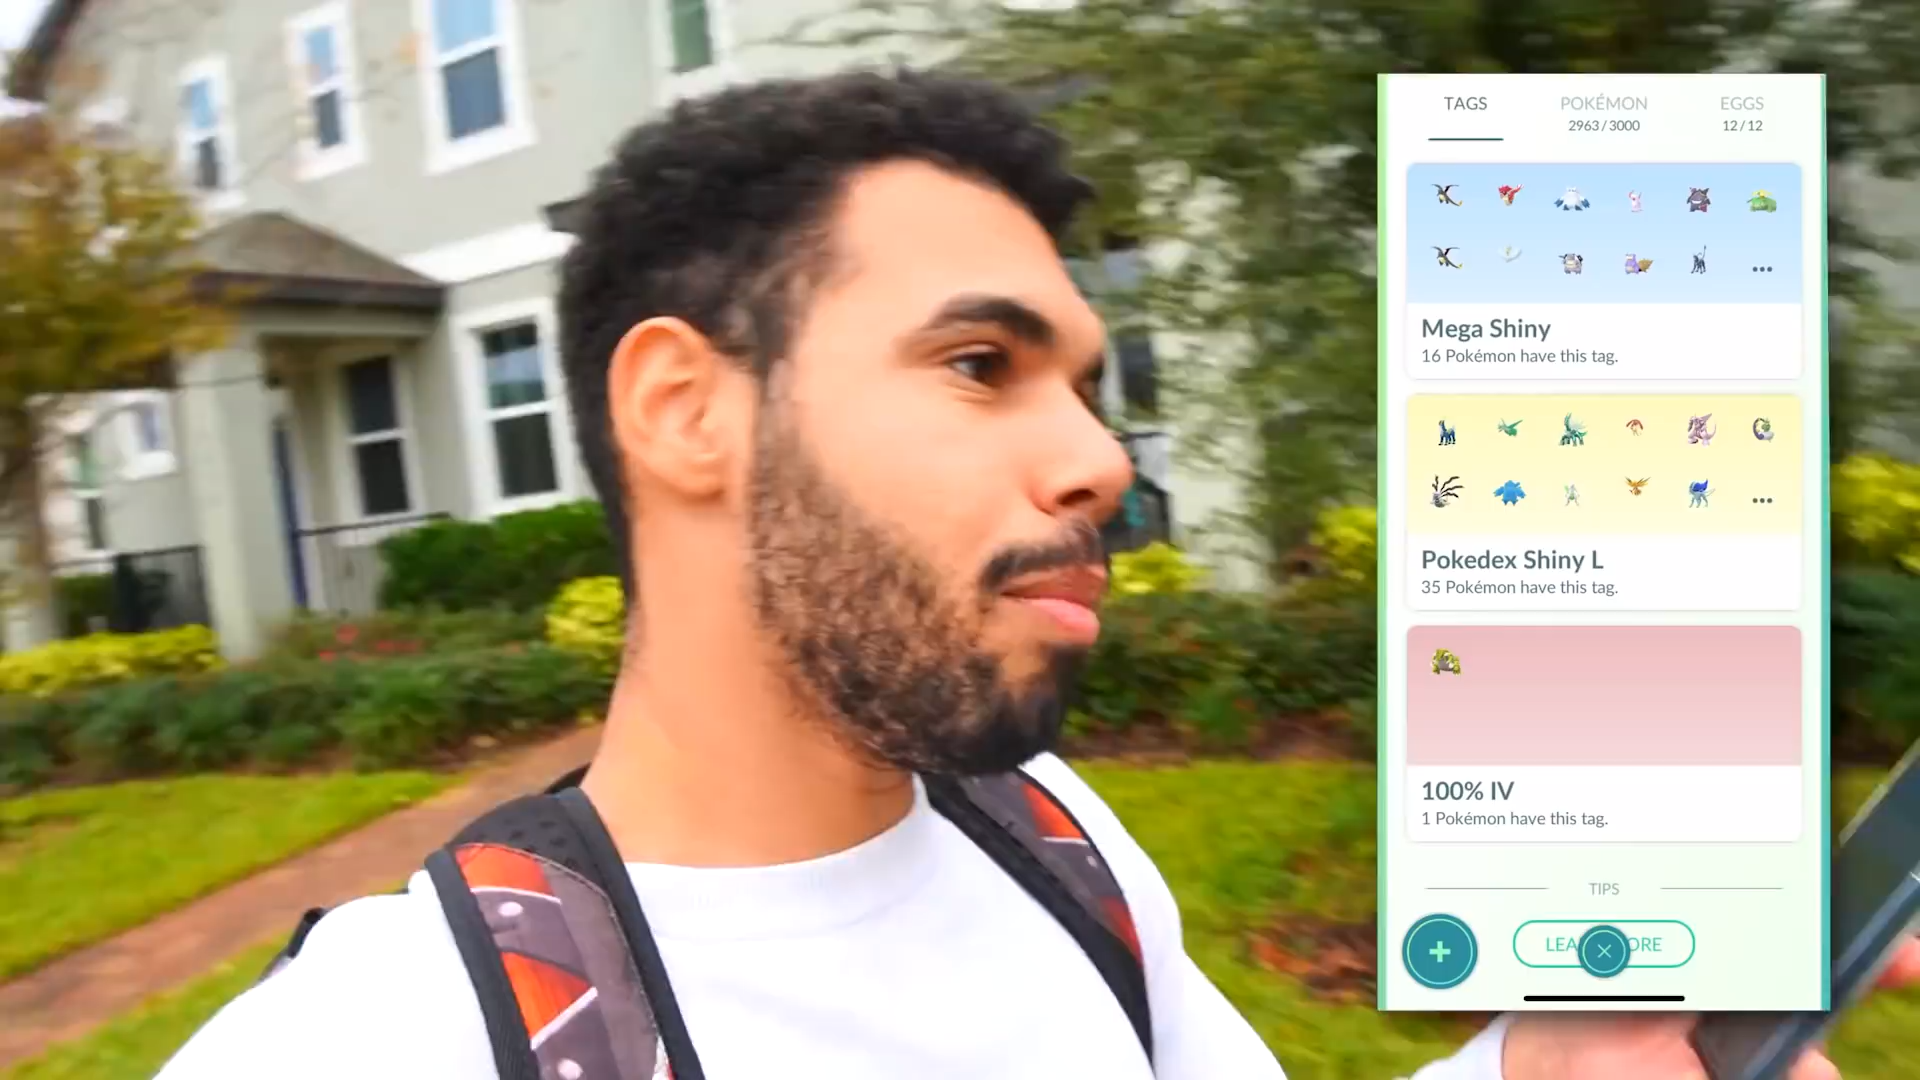 TAGS
POKÉMON
2963/3000
EGGS
12/12
Mega Shiny
16 Pokémon have this tag.
Pokedex Shiny L
35 Pokémon have this tag.
100% IV
1 Pokémon have this tag.
TIPS